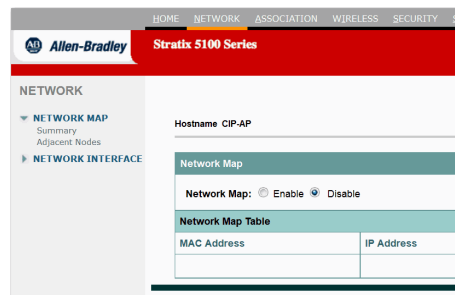 HOME NETWORK ASSOCIATION WIRELESS SECURITY
AB Allen-Bradley Stratix 5100 Series
NETWORK
NETWORK MAP
Summary
Adjacent Nodes
NETWORK INTERFACE
Hostname CIP-AP
Network Map
Network Map: Enable Disable
Network Map Table
MAC Address IP Address